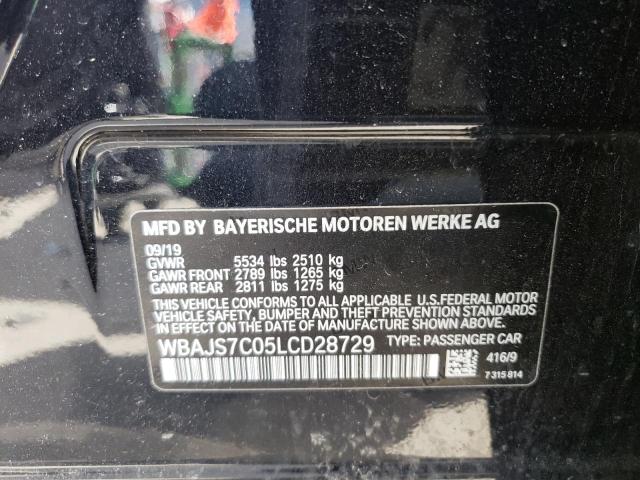 MFD BY BAYERISCHE MOTOREN WERKE AG
09/19
GVWR 5534 lbs 2510 kg
GAWR FRONT 2789 lbs 1265 kg
GAWR REAR 2811 lbs 1275 kg
THIS VEHICLE CONFORMS TO ALL APPLICABLE U.S.FEDERAL MOTOR
VEHICLE SAFETY, BUMPER, AND THEFT PREVENTION STANDARDS
IN EFFECT ON THE DATE OF MANUFACTURE SHOWN ABOVE.
WBAJS7C05LCD28729 TYPE: PASSENGER CAR
416/9
7 315 814